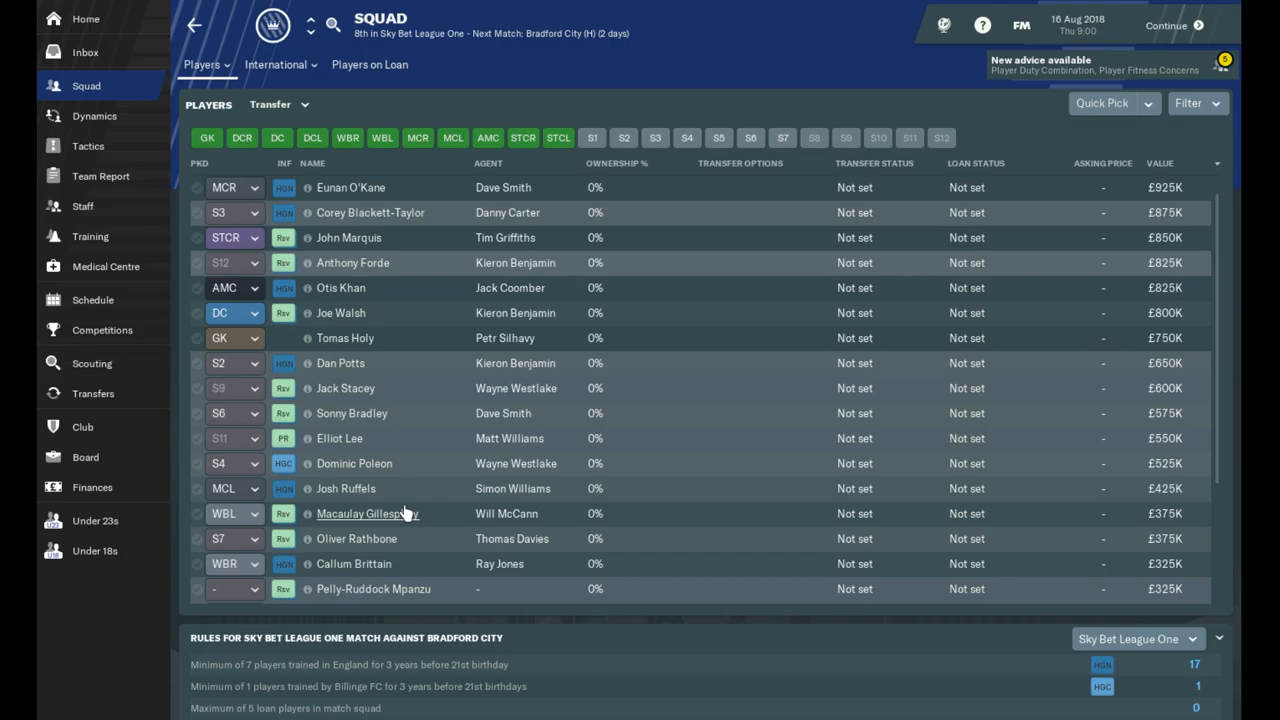 Home
Inbox
Squad
Dynamics
Tactics
Team Report
Staff
Training
Medical Centre
Schedule
Competitions
Scouting
Transfers
Club
Board
Finances
U23
Under 23s
U18
Under 18s
SQUAD
8th in Sky Bet League One - Next Match: Bradford City (H) (2 days)
? FM
16 Aug 2018
Thu 9:00
Continue
Players International Players on Loan
New advice available
Player Duty Combination, Player Fitness Concerns
5
PLAYERS Transfer Quick Pick Filter
GK DCR DC DCL WBR WBL MCR MCL AMC STCR STCL S1 S2 S3 S4 S5 S6 S7 S8 S9 S10 S11 S12
PKD INF NAME AGENT OWNERSHIP % TRANSFER OPTIONS TRANSFER STATUS LOAN STATUS ASKING PRICE VALUE
MCR HGN Eunan O'Kane Dave Smith 0% Not set Not set - £925K
S3 HGN Corey Blackett-Taylor Danny Carter 0% Not set Not set - £875K
STCR Rsv John Marquis Tim Griffiths 0% Not set Not set - £850K
S12 Rsv Anthony Forde Kieron Benjamin 0% Not set Not set - £825K
AMC HGN Otis Khan Jack Coomber 0% Not set Not set - £825K
DC Rsv Joe Walsh Kieron Benjamin 0% Not set Not set - £800K
GK Tomas Holy Petr Silhavy 0% Not set Not set - £750K
S2 HGN Dan Potts Kieron Benjamin 0% Not set Not set - £650K
S9 Rsv Jack Stacey Wayne Westlake 0% Not set Not set - £600K
S6 Rsv Sonny Bradley Dave Smith 0% Not set Not set - £575K
S11 PR Elliot Lee Matt Williams 0% Not set Not set - £550K
S4 HGC Dominic Poleon Wayne Westlake 0% Not set Not set - £525K
MCL HGN Josh Ruffels Simon Williams 0% Not set Not set - £425K
WBL Rsv Macaulay Will McCann 0% Not set Not set - £375K
S7 Rsv Oliver Rathbone Thomas Davies 0% Not set Not set - £375K
WBR HGN Callum Brittain Ray Jones 0% Not set Not set - £325K
- Rsv Pelly-Ruddock Mpanzu - 0% Not set Not set - £325K
RULES FOR SKY BET LEAGUE ONE MATCH AGAINST BRADFORD CITY Sky Bet League One
Minimum of 7 players trained in England for 3 years before 21st birthday HGN 17
Minimum of 1 players trained by Billinge FC for 3 years before 21st birthdays HGC 1
Maximum of 5 loan players in match squad 0